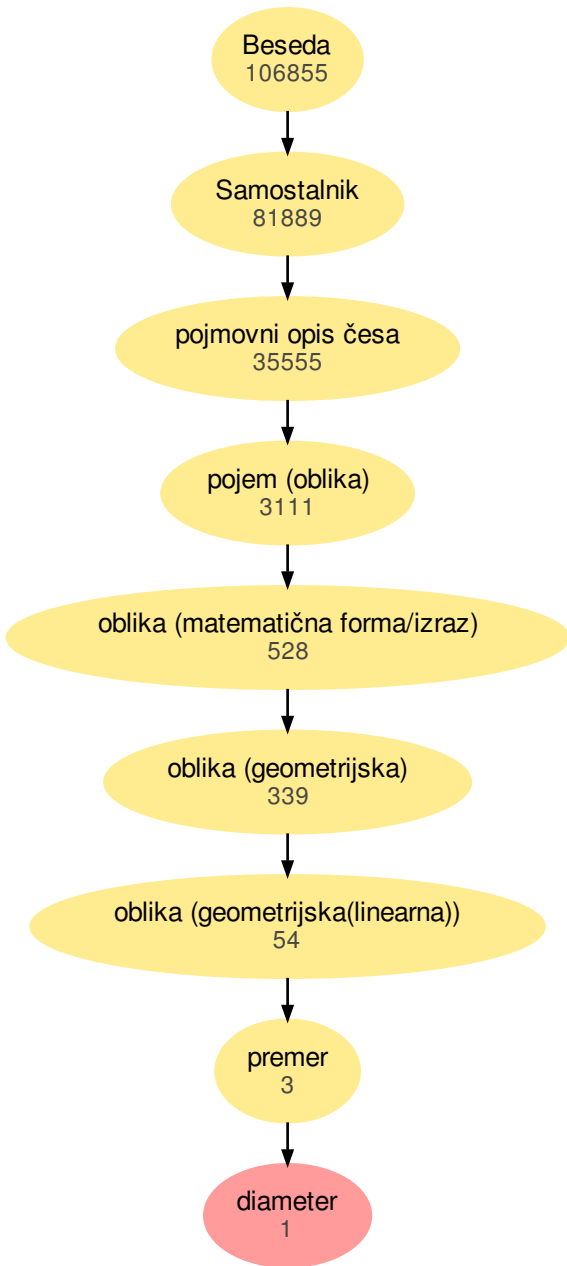 Beseda
106855
Samostalnik
81889
pojmovni opis česa
35555
pojem (oblika)
3111
oblika (matematična forma/izraz)
528
oblika (geometrijska)
339
oblika (geometrijska(linearna))
54
premer
3
diameter
1